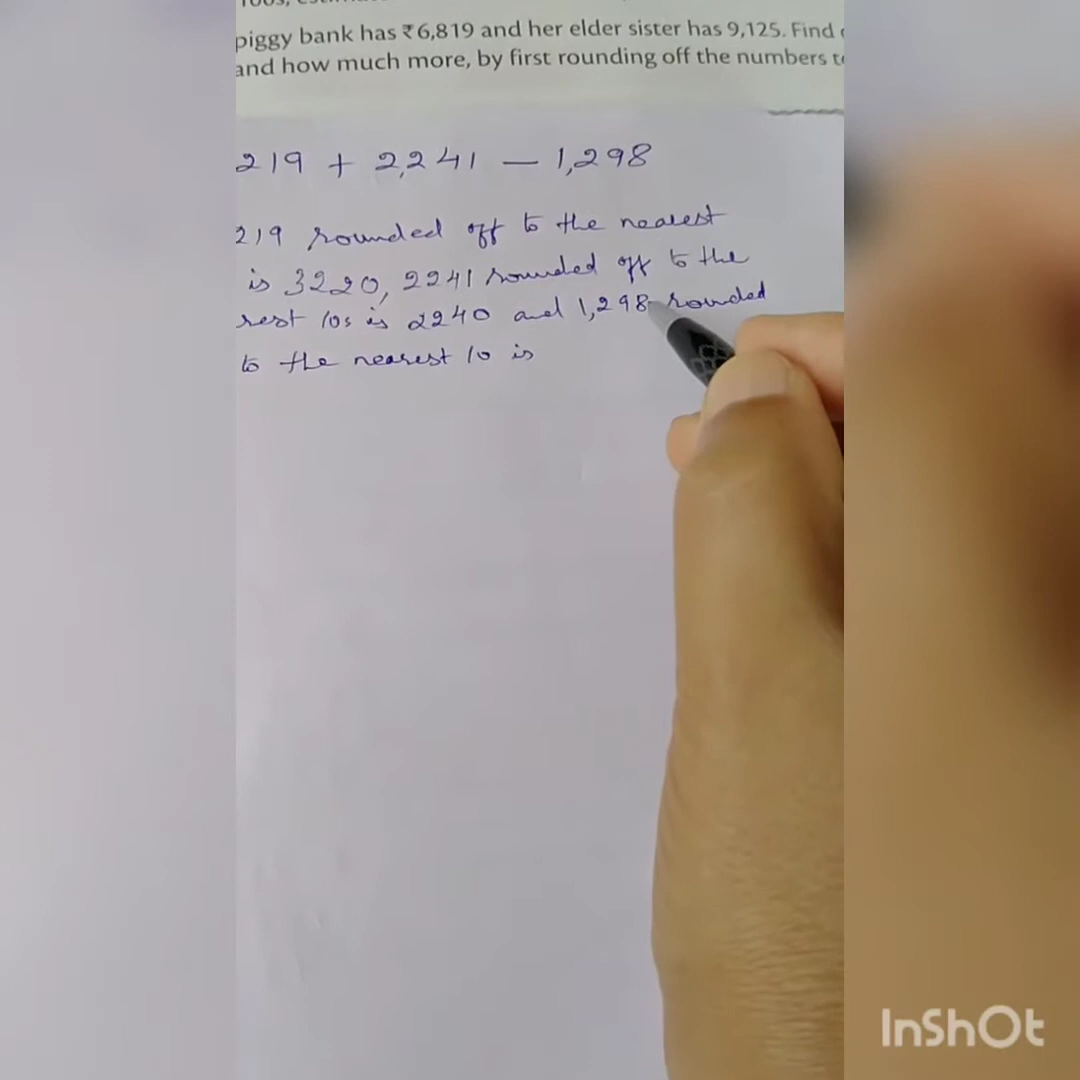 piggy bank has ₹6,819 and her elder sister has 9,125. Find
and how much more, by first rounding off the numbers
219 + 2,241 — 1,298
219 rounded off to the nearest
is 3220, 2241 rounded off to the
rest 10s is 2240 and 1,298 rounded
to the nearest 10 is
InShOt